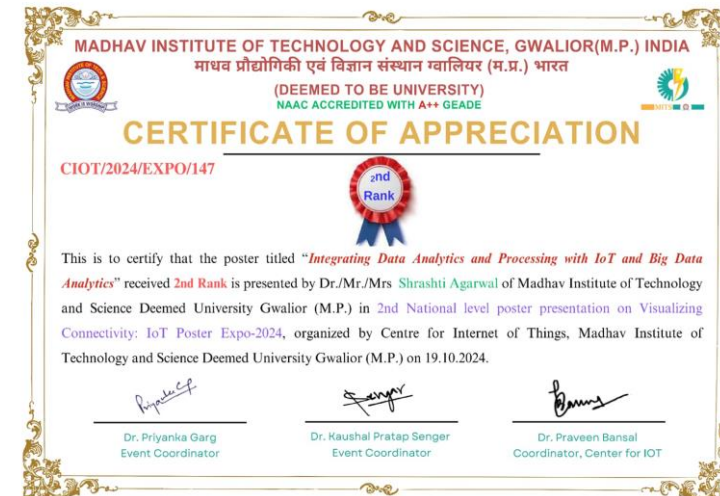 MADHAV INSTITUTE OF TECHNOLOGY AND SCIENCE, GWALIOR(M.P.) INDIA
माधव प्रौद्योगिकी एवं विज्ञान संस्थान ग्वालियर (म.प्र.) भारत
(DEEMED TO BE UNIVERSITY)
NAAC ACCREDITED WITH A++ GEADE
MITS
CERTIFICATE OF APPRECIATION
CIOT/2024/EXPO/147
2nd
Rank
This is to certify that the poster titled “Integrating Data Analytics and Processing with IoT and Big Data
Analytics” received 2nd Rank is presented by Dr./Mr./Mrs Shrashti Agarwal of Madhav Institute of Technology
and Science Deemed University Gwalior (M.P.) in 2nd National level poster presentation on Visualizing
Connectivity: IoT Poster Expo-2024, organized by Centre for Internet of Things, Madhav Institute of
Technology and Science Deemed University Gwalior (M.P.) on 19.10.2024.
Dr. Priyanka Garg
Event Coordinator
Dr. Kaushal Pratap Senger
Event Coordinator
Dr. Praveen Bansal
Coordinator, Center for IOT